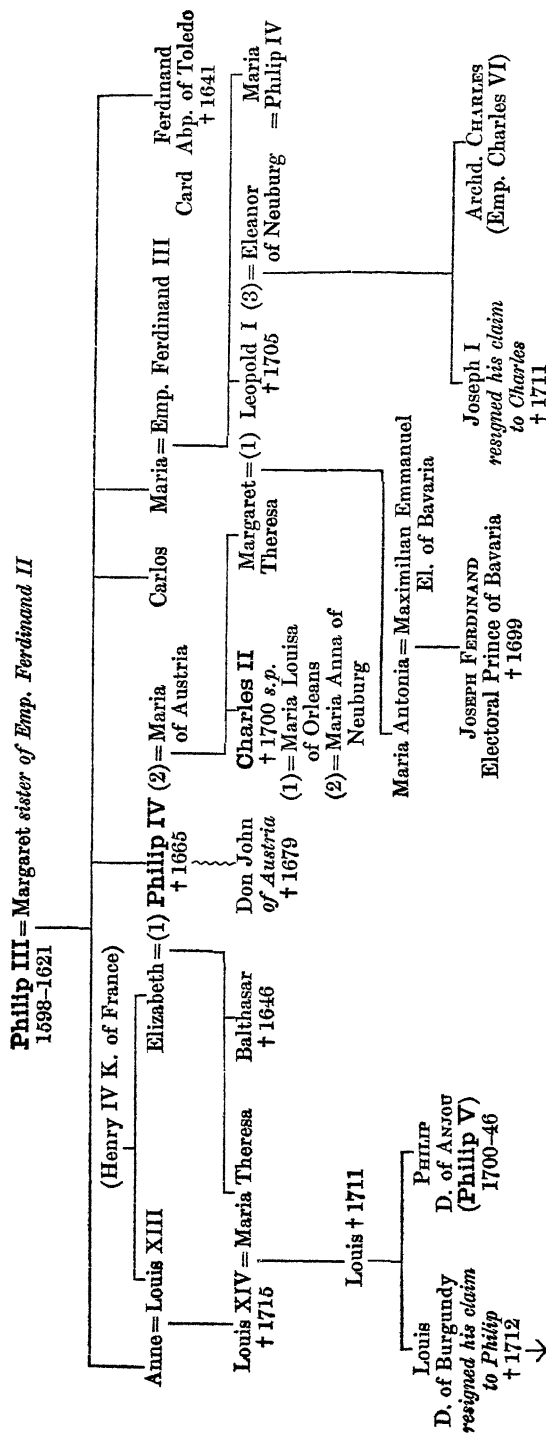 Philip III = Margaret sister of Emp. Ferdinand II
1598–1621
(Henry IV K. of France)
Anne = Louis XIII
Elizabeth = (1) Philip IV (2) = Maria
†1665
of Austria
Carlos
Maria = Emp. Ferdinand III
Ferdinand
Card Abp. of Toledo
†1641
Louis XIV = Maria Theresa
†1715
Balthasar
†1646
Don John
of Austria
†1679
Charles II
†1700 s.p.
(1) = Maria Louisa
of Orleans
(2) = Maria Anna of
Neuburg
Margaret = (1) Leopold I (3) = Eleanor
Theresa
†1705
of Neuburg
Maria
= Philip IV
Louis †1711
Maria Antonia = Maximilian Emmanuel
El. of Bavaria
Louis
D. of Burgundy
resigned his claim
to Philip
†1712
Philip
D. of Anjou
(Philip V)
1700–46
Joseph Ferdinand
Electoral Prince of Bavaria
†1699
Joseph I
resigned his claim
to Charles
†1711
Archd. Charles
(Emp. Charles VI)